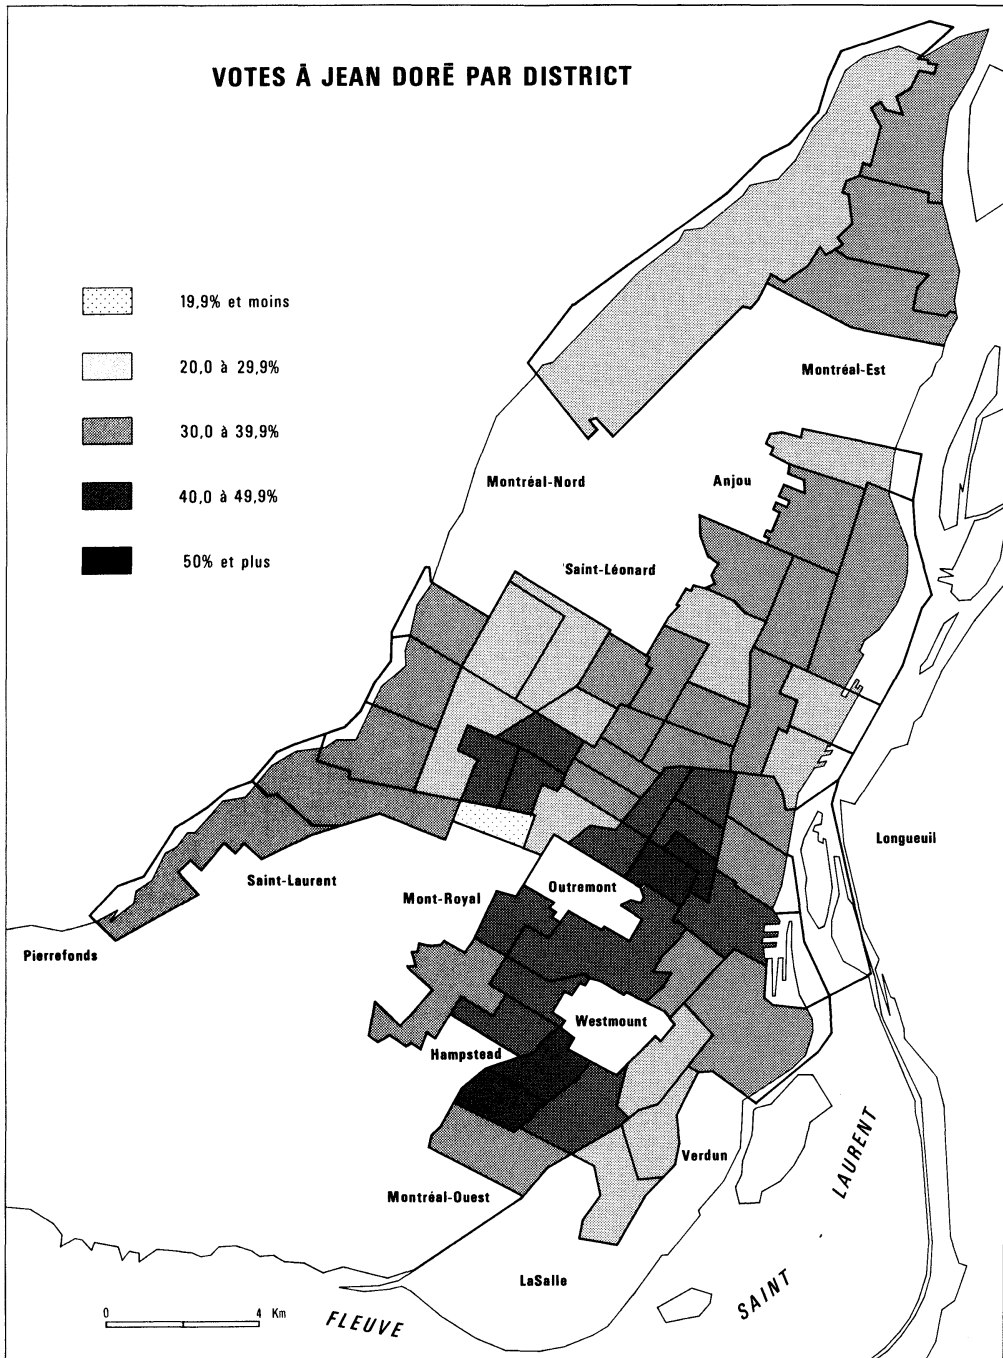 VOTES À JEAN DORĒ PAR DISTRICT
19,9% et moins
20,0 à 29,9%
30,0 à 39,9%
40,0 à 49,9%
50% et plus
Montréal-Est
Montréal-Nord
Anjou
Saint-Léonard
Longueuil
Saint-Laurent
Mont-Royal
Outremont
Pierrefonds
Westmount
Hampstead
Verdun
Montréal-Ouest
LaSalle
FLEUVE
SAINT
LAURENT
0 4 Km